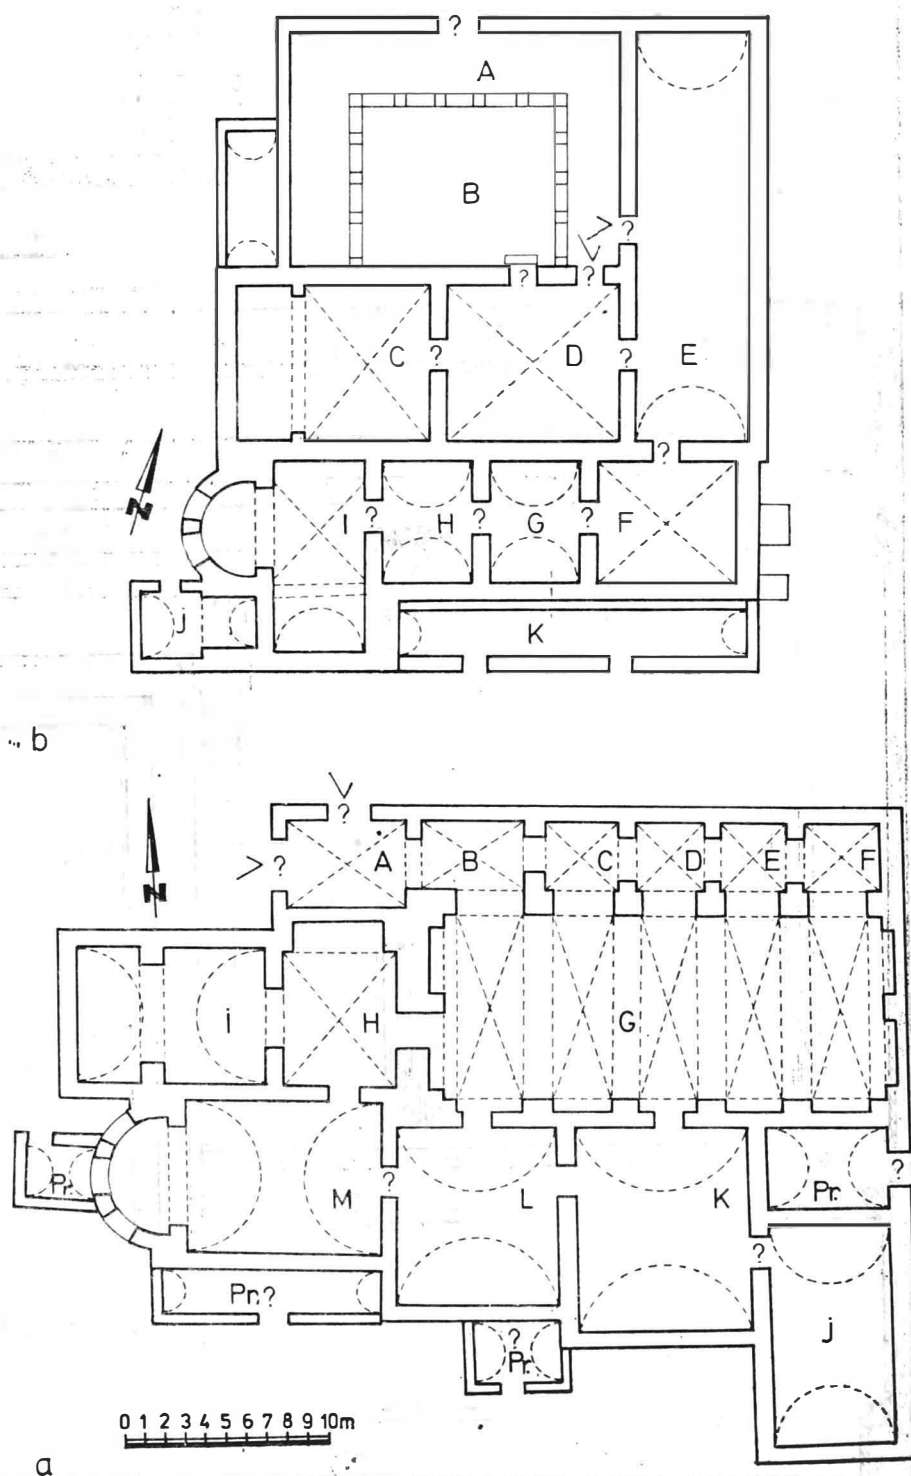 ?
A
B
?
? ?
C ? D ? E
?
N
I ? H ? G ? F
J
K
b
?
? A B C D E F
N
i H G
Pr. M ? L K Pr. ?
?
Pr. ?
? j
Pr.
0 1 2 3 4 5 6 7 8 9 10m
a